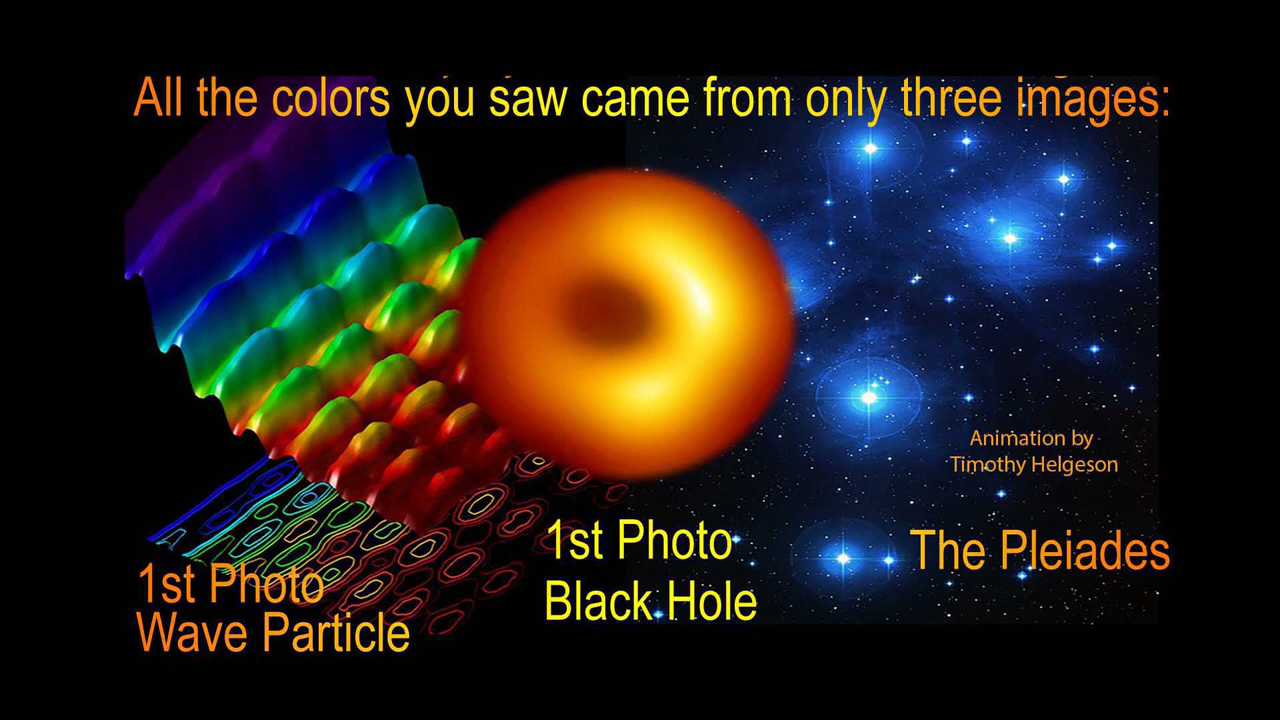 All the colors you saw came from only three images:
Animation by
Timothy Helgeson
1st Photo
Black Hole
The Pleiades
1st Photo
Wave Particle